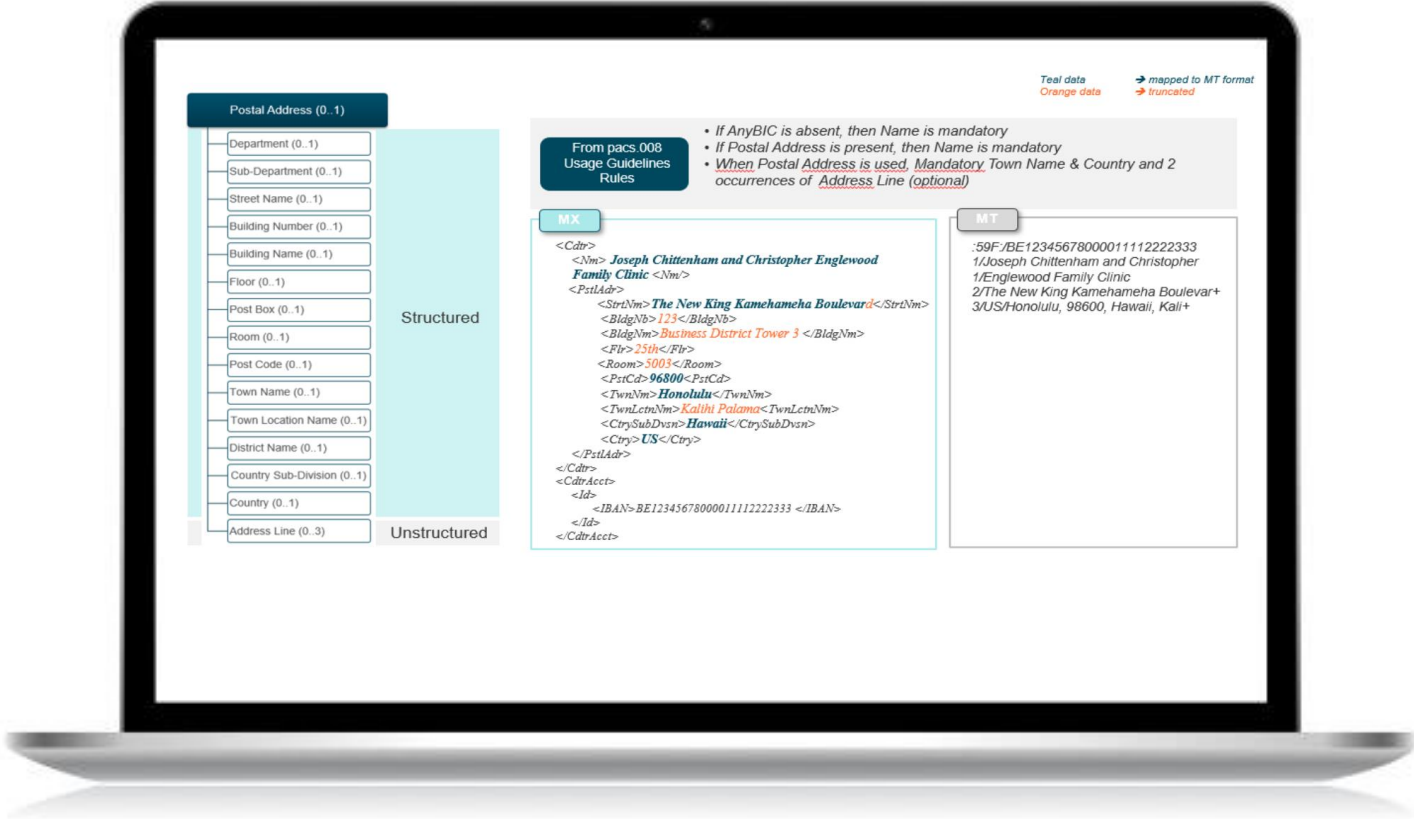 Teal data → mapped to MT format
Orange data → truncated
Postal Address (0..1)
Department (0..1)
Sub-Department (0..1)
Street Name (0..1)
Building Number (0..1)
Building Name (0..1)
Floor (0..1)
Post Box (0..1)
Room (0..1)
Post Code (0..1)
Town Name (0..1)
Town Location Name (0..1)
District Name (0..1)
Country Sub-Division (0..1)
Country (0..1)
Address Line (0..3)
Structured
Unstructured
From pacs.008
Usage Guidelines
Rules
• If AnyBIC is absent, then Name is mandatory
• If Postal Address is present, then Name is mandatory
• When Postal Address is used, Mandatory Town Name & Country and 2
occurrences of Address Line (optional)
MX
<Cdtr>
<Nm> Joseph Chittenham and Christopher Englewood
Family Clinic <Nm/>
<PstlAdr>
<StrtNm>The New King Kamehameha Boulevard</StrtNm>
<BldgNb>123</BldgNb>
<BldgNm>Business District Tower 3 </BldgNm>
<Flr>25th</Flr>
<Room>5003</Room>
<PstCd>96800<PstCd>
<TwnNm>Honolulu</TwnNm>
<TwnLctnNm>Kalihi Palama<TwnLctnNm>
<CtrySubDvsn>Hawaii</CtrySubDvsn>
<Ctry>US</Ctry>
</PstlAdr>
</Cdtr>
<CdtrAcct>
<Id>
<IBAN>BE12345678000011112222333 </IBAN>
</Id>
</CdtrAcct>
MT
:59F:/BE12345678000011112222333
1/Joseph Chittenham and Christopher
1/Englewood Family Clinic
2/The New King Kamehameha Boulevar+
3/US/Honolulu, 98600, Hawaii, Kali+